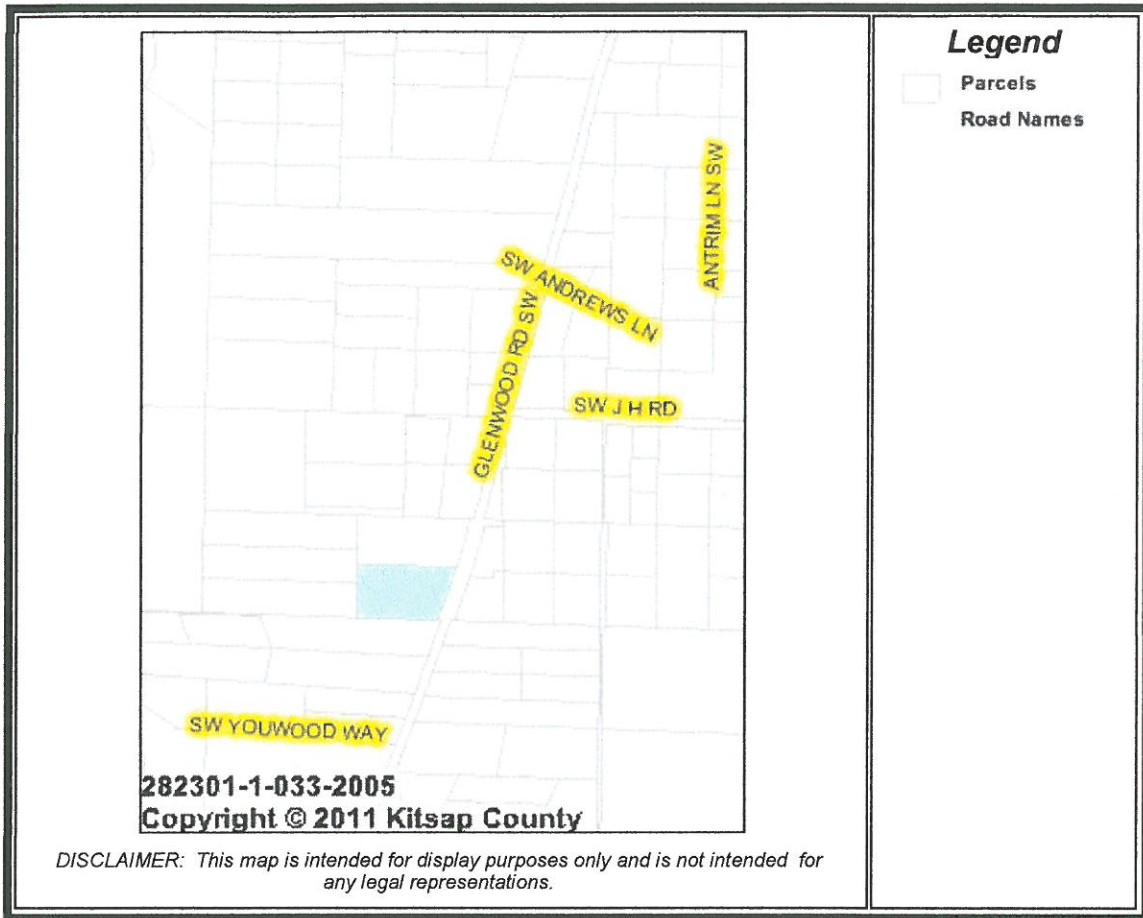 Legend
Parcels
Road Names
ANTRIM LN SW
SW ANDREWS LN
GLENWOOD RD SW
SW J H RD
SW YOUWOOD WAY
282301-1-033-2005
Copyright © 2011 Kitsap County
DISCLAIMER: This map is intended for display purposes only and is not intended for
any legal representations.